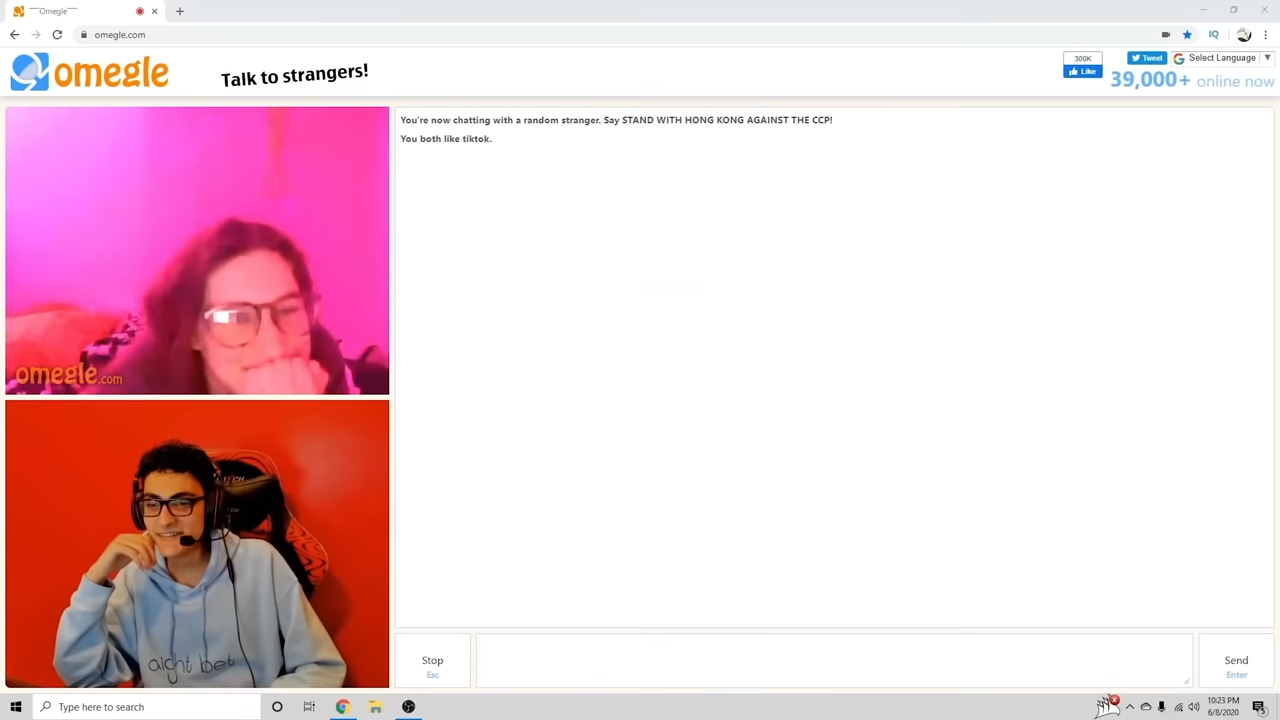 Omegle
omegle.com
omegle
Talk to strangers!
300K
Like
Tweet
Select Language
39,000+ online now
You're now chatting with a random stranger. Say STAND WITH HONG KONG AGAINST THE CCP!
You both like tiktok.
omegle.com
aight bet
Stop
Esc
Send
Enter
Type here to search
10:23 PM
6/8/2020